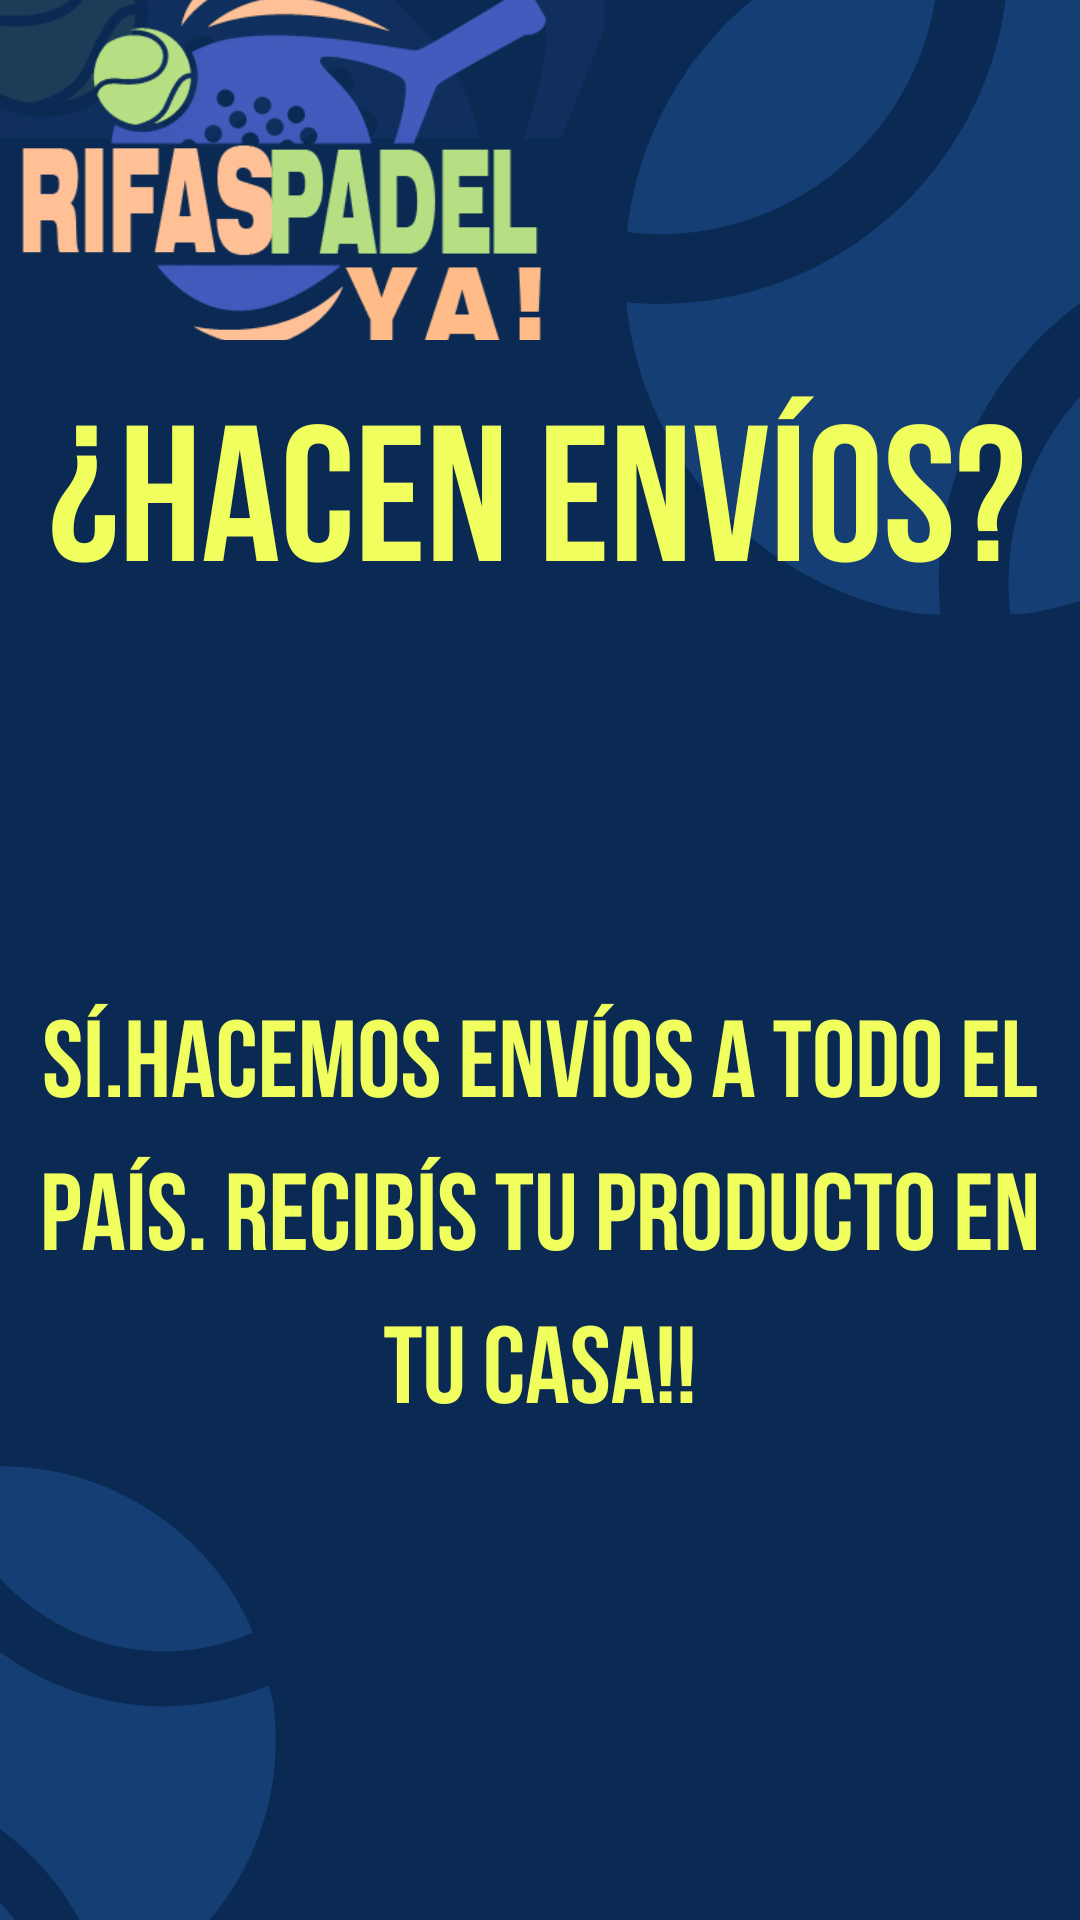 RIFASPADEL
YA!
¿HACEN ENVÍOS?
SÍ.HACEMOS ENVÍOS A TODO EL
PAÍS. RECIBÍS TU PRODUCTO EN
TU CASA!!